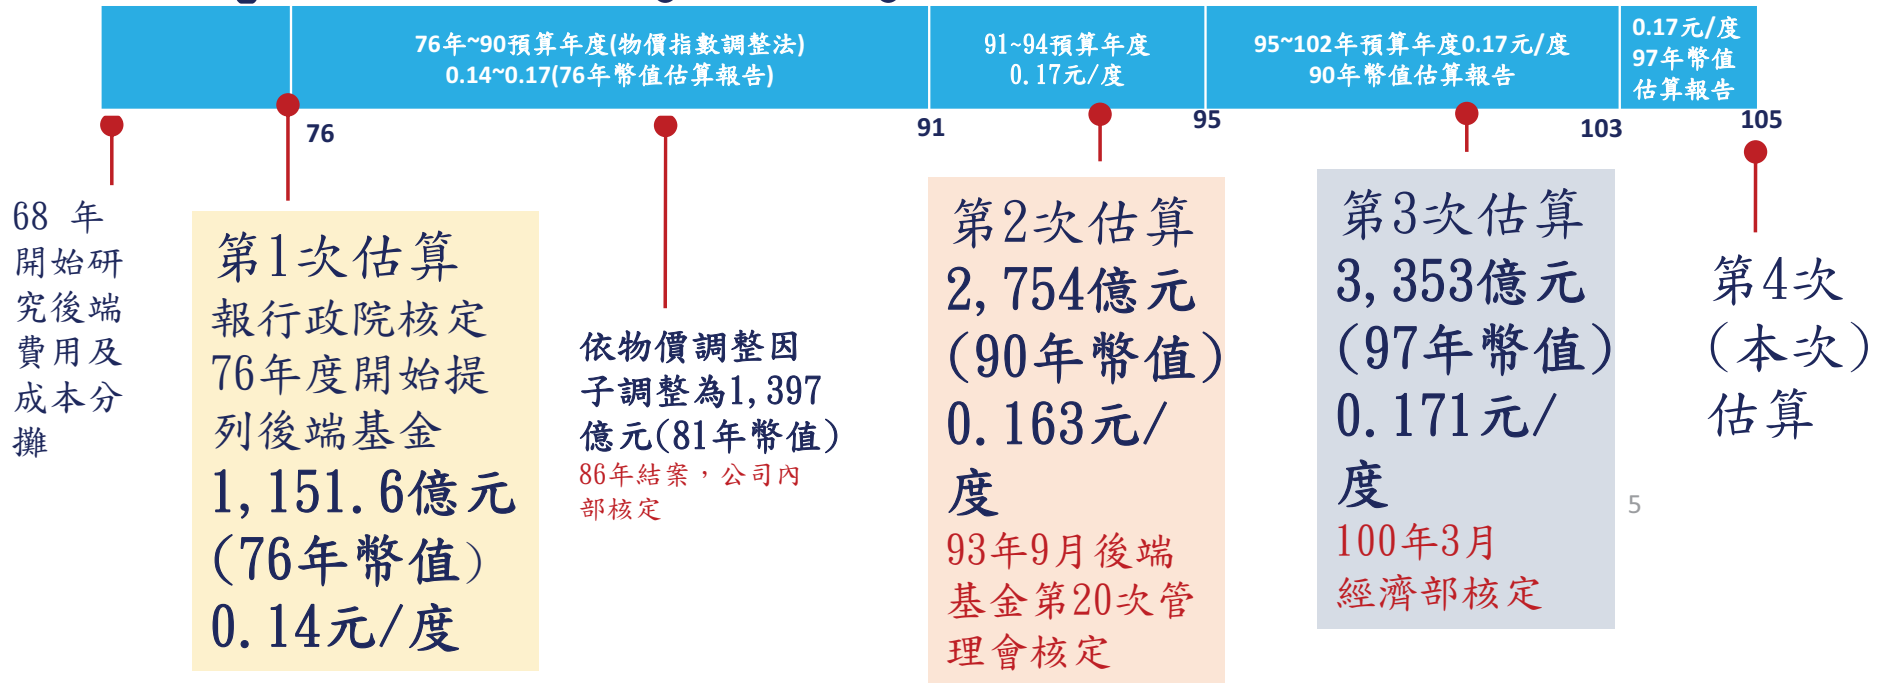 76年~90預算年度(物價指數調整法)
0.14~0.17(76年幣值估算報告)
91~94預算年度
0.17元/度
95~102年預算年度0.17元/度
90年幣值估算報告
0.17元/度
97年幣值
估算報告
76
91
95
103
105
68 年
開始研
究後端
費用及
成本分
攤
第1次估算
報行政院核定
76年度開始提
列後端基金
1,151.6億元
(76年幣值)
0.14元/度
依物價調整因
子調整為1,397
億元(81年幣值)
86年結案，公司內
部核定
第2次估算
2,754億元
(90年幣值)
0.163元/
度
93年9月後端
基金第20次管
理會核定
第3次估算
3,353億元
(97年幣值)
0.171元/
度
100年3月
經濟部核定
第4次
(本次)
估算
5